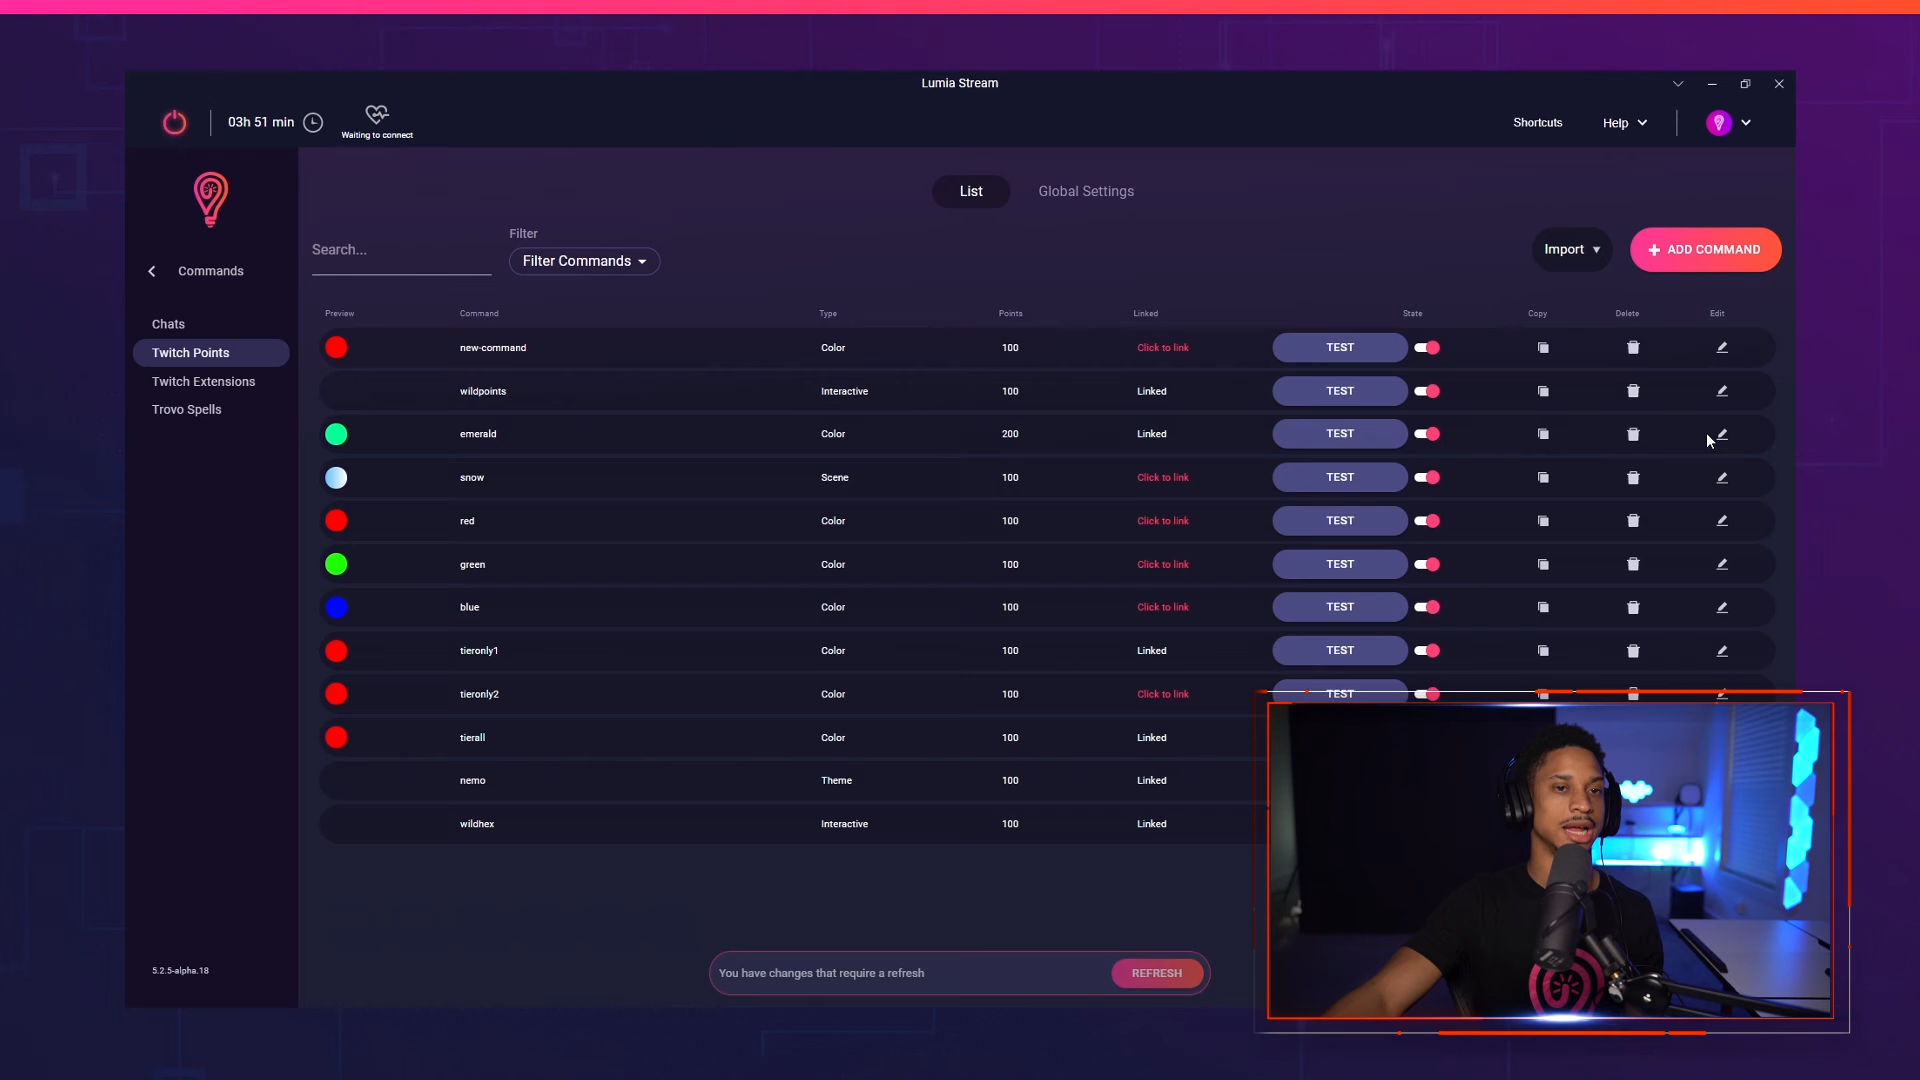 Lumia Stream
03h 51 min
Waiting to connect
Shortcuts
Help
List
Global Settings
Search...
Filter
Filter Commands
Import
ADD COMMAND
Commands
Chats
Twitch Points
Twitch Extensions
Trovo Spells
Preview Command Type Points Linked State Copy Delete Edit
new-command Color 100 Click to link TEST
wildpoints Interactive 100 Linked TEST
emerald Color 200 Linked TEST
snow Scene 100 Click to link TEST
red Color 100 Click to link TEST
green Color 100 Click to link TEST
blue Color 100 Click to link TEST
tieronly1 Color 100 Linked TEST
tieronly2 Color 100 Click to link TEST
tierall Color 100 Linked
nemo Theme 100 Linked
wildhex Interactive 100 Linked
You have changes that require a refresh REFRESH
5.2.5-alpha.18